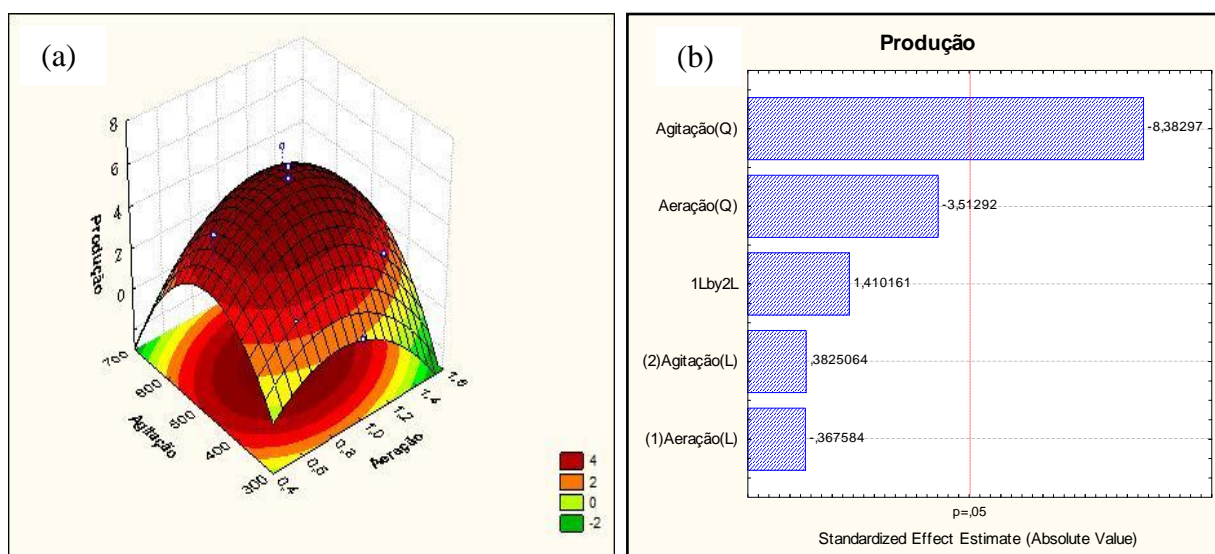 (a)
8
6
4
2
0
Produção
700
600
500
400
300
Agitação
0,4
0,6
0,8
1,0
1,2
1,4
1,6
Aeração
4
2
0
-2
(b)
Produção
Agitação(Q)
-8,38297
Aeração(Q)
-3,51292
1Lby2L
1,410161
(2)Agitação(L)
,3825064
(1)Aeração(L)
-,367584
p=,05
Standardized Effect Estimate (Absolute Value)